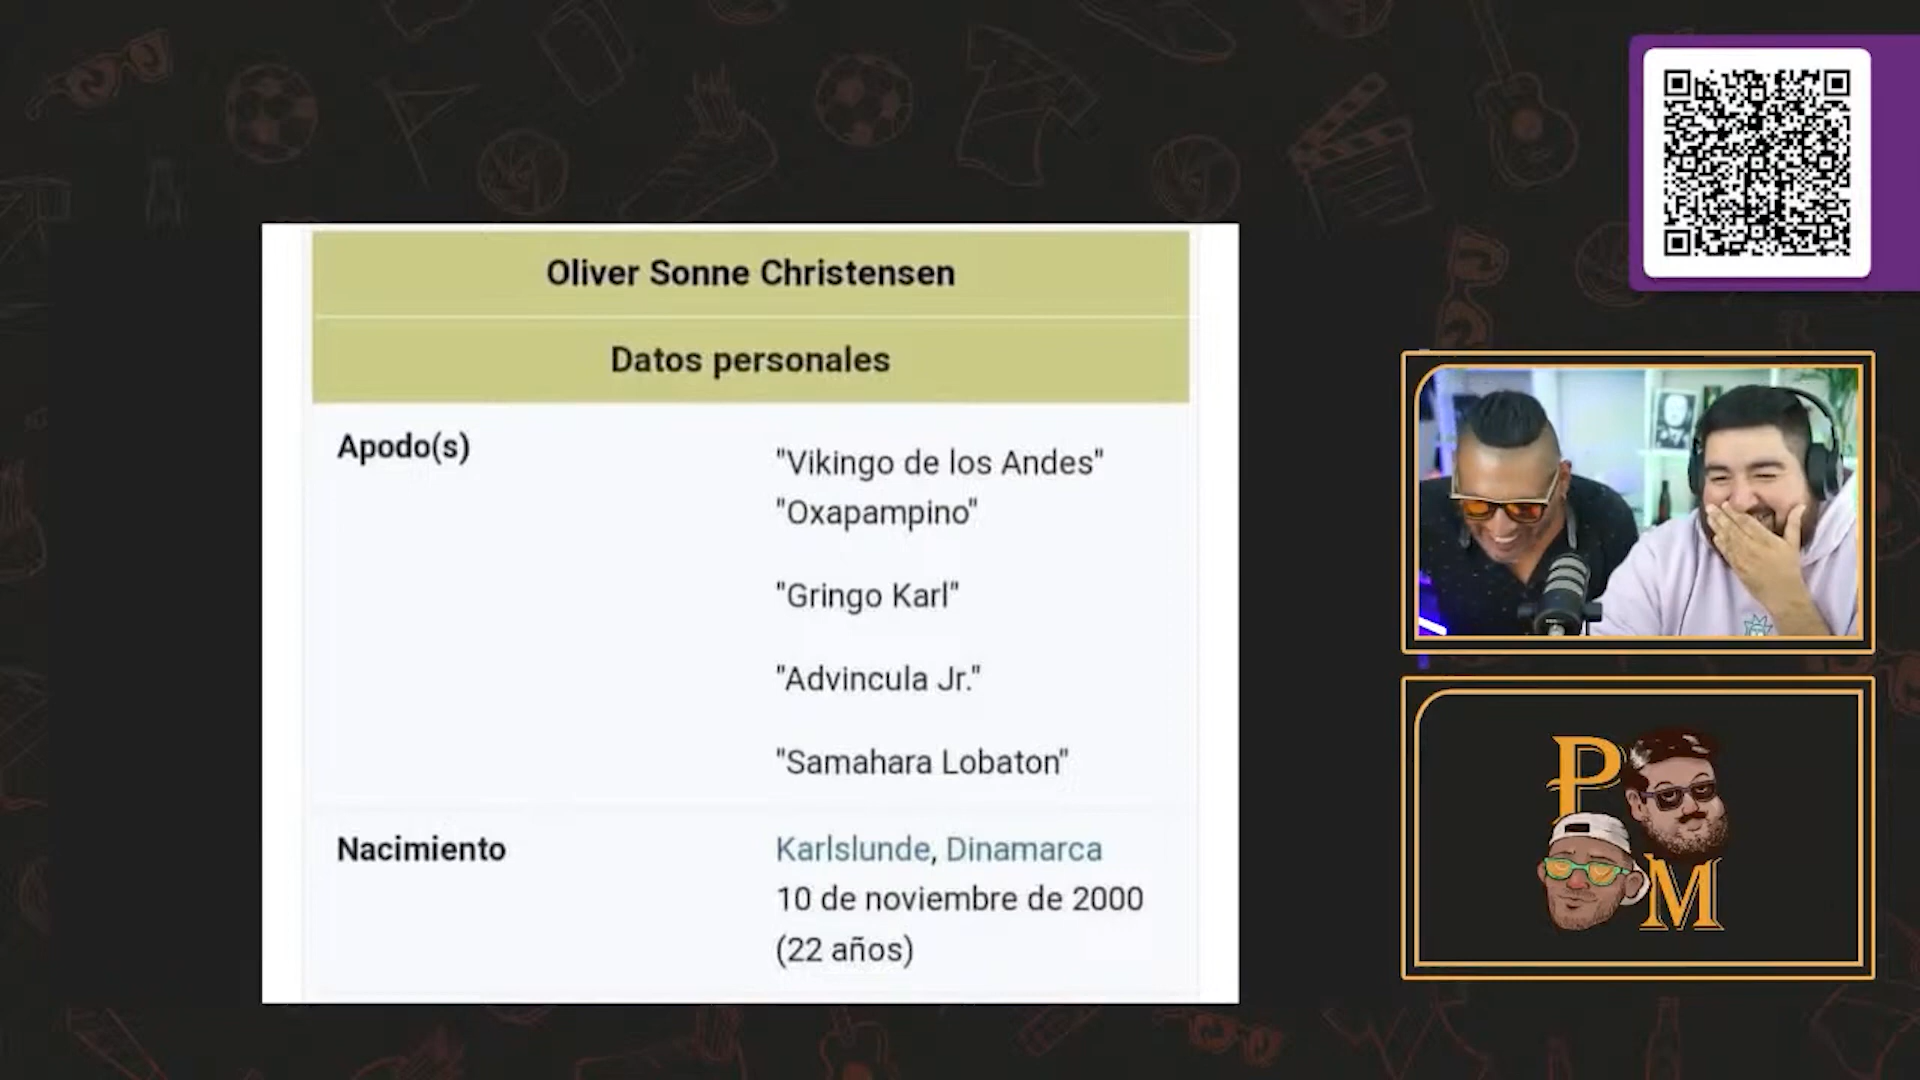 Oliver Sonne Christensen
Datos personales
Apodo(s)
"Vikingo de los Andes"
"Oxapampino"
"Gringo Karl"
"Advincula Jr."
"Samahara Lobaton"
Nacimiento
Karlslunde, Dinamarca
10 de noviembre de 2000
(22 años)
P
M